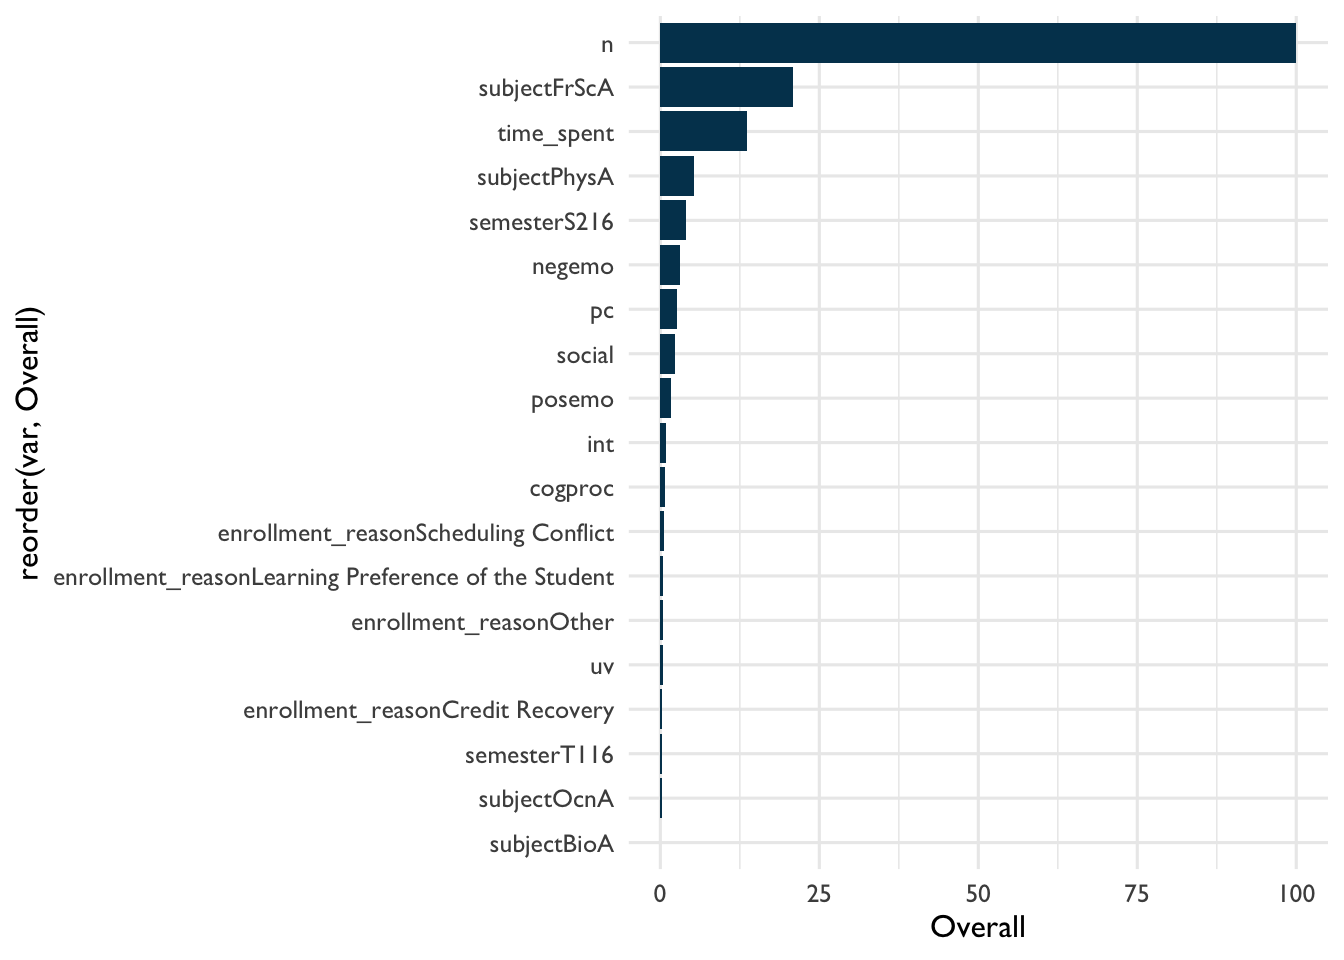 n
subjectFrScA
time_spent
subjectPhysA
semesterS216
negemo
pc
social
posemo
int
cogproc
enrollment_reasonScheduling Conflict
enrollment_reasonLearning Preference of the Student
enrollment_reasonOther
uv
enrollment_reasonCredit Recovery
semesterT116
subjectOcnA
subjectBioA
reorder(var, Overall)
0 25 50 75 100
Overall